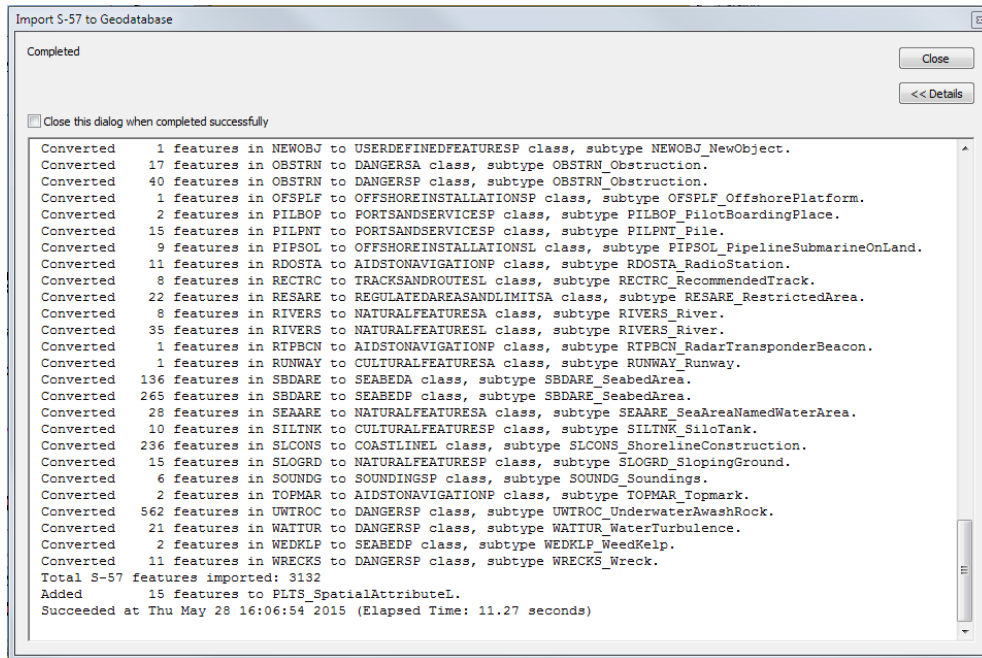 Import S-57 to Geodatabase
Completed
Close
<< Details
Close this dialog when completed successfully
Converted 1 features in NEWOBJ to USERDEFINEDFEATURESP class, subtype NEWOBJ_NewObject.
Converted 17 features in OBSTRN to DANGERSA class, subtype OBSTRN_Obstruction.
Converted 40 features in OBSTRN to DANGERSP class, subtype OBSTRN_Obstruction.
Converted 1 features in OFSPLF to OFFSHOREINSTALLATIONSP class, subtype OFSPLF_OffshorePlatform.
Converted 2 features in PILBOP to PORTSANDSERVICESP class, subtype PILBOP_PilotBoardingPlace.
Converted 15 features in PILPNT to PORTSANDSERVICESP class, subtype PILPNT_Pile.
Converted 9 features in PIPSOL to OFFSHOREINSTALLATIONSL class, subtype PIPSOL_PipelineSubmarineOnLand.
Converted 11 features in RDOSTA to AIDSTONAVIGATIONP class, subtype RDOSTA_RadioStation.
Converted 8 features in RECTRC to TRACKSANDROUTESL class, subtype RECTRC_RecommendedTrack.
Converted 22 features in RESARE to REGULATEDAREASANDLIMITSA class, subtype RESARE_RestrictedArea.
Converted 8 features in RIVERS to NATURALFEATURESA class, subtype RIVERS_River.
Converted 35 features in RIVERS to NATURALFEATURESL class, subtype RIVERS_River.
Converted 1 features in RTPBCN to AIDSTONAVIGATIONP class, subtype RTPBCN_RadarTransponderBeacon.
Converted 1 features in RUNWAY to CULTURALFEATURESA class, subtype RUNWAY_Runway.
Converted 136 features in SBDARE to SEABEDA class, subtype SBDARE_SeabedArea.
Converted 265 features in SBDARE to SEABEDP class, subtype SBDARE_SeabedArea.
Converted 28 features in SEAARE to NATURALFEATURESA class, subtype SEAARE_SeaAreaNamedWaterArea.
Converted 10 features in SILTNK to CULTURALFEATURESP class, subtype SILTNK_SiloTank.
Converted 236 features in SLCONS to COASTLINEL class, subtype SLCONS_ShorelineConstruction.
Converted 15 features in SLOGRD to NATURALFEATURESP class, subtype SLOGRD_SlopingGround.
Converted 6 features in SOUNDG to SOUNDINGSP class, subtype SOUNDG_Soundings.
Converted 2 features in TOPMAR to AIDSTONAVIGATIONP class, subtype TOPMAR_Topmark.
Converted 562 features in UWTROC to DANGERSP class, subtype UWTROC_UnderwaterAwashRock.
Converted 21 features in WATTUR to DANGERSP class, subtype WATTUR_WaterTurbulence.
Converted 2 features in WEDKLP to SEABEDP class, subtype WEDKLP_WeedKelp.
Converted 11 features in WRECKS to DANGERSP class, subtype WRECKS_Wreck.
Total S-57 features imported: 3132
Added 15 features to PLTS_SpatialAttributeL.
Succeeded at Thu May 28 16:06:54 2015 (Elapsed Time: 11.27 seconds)